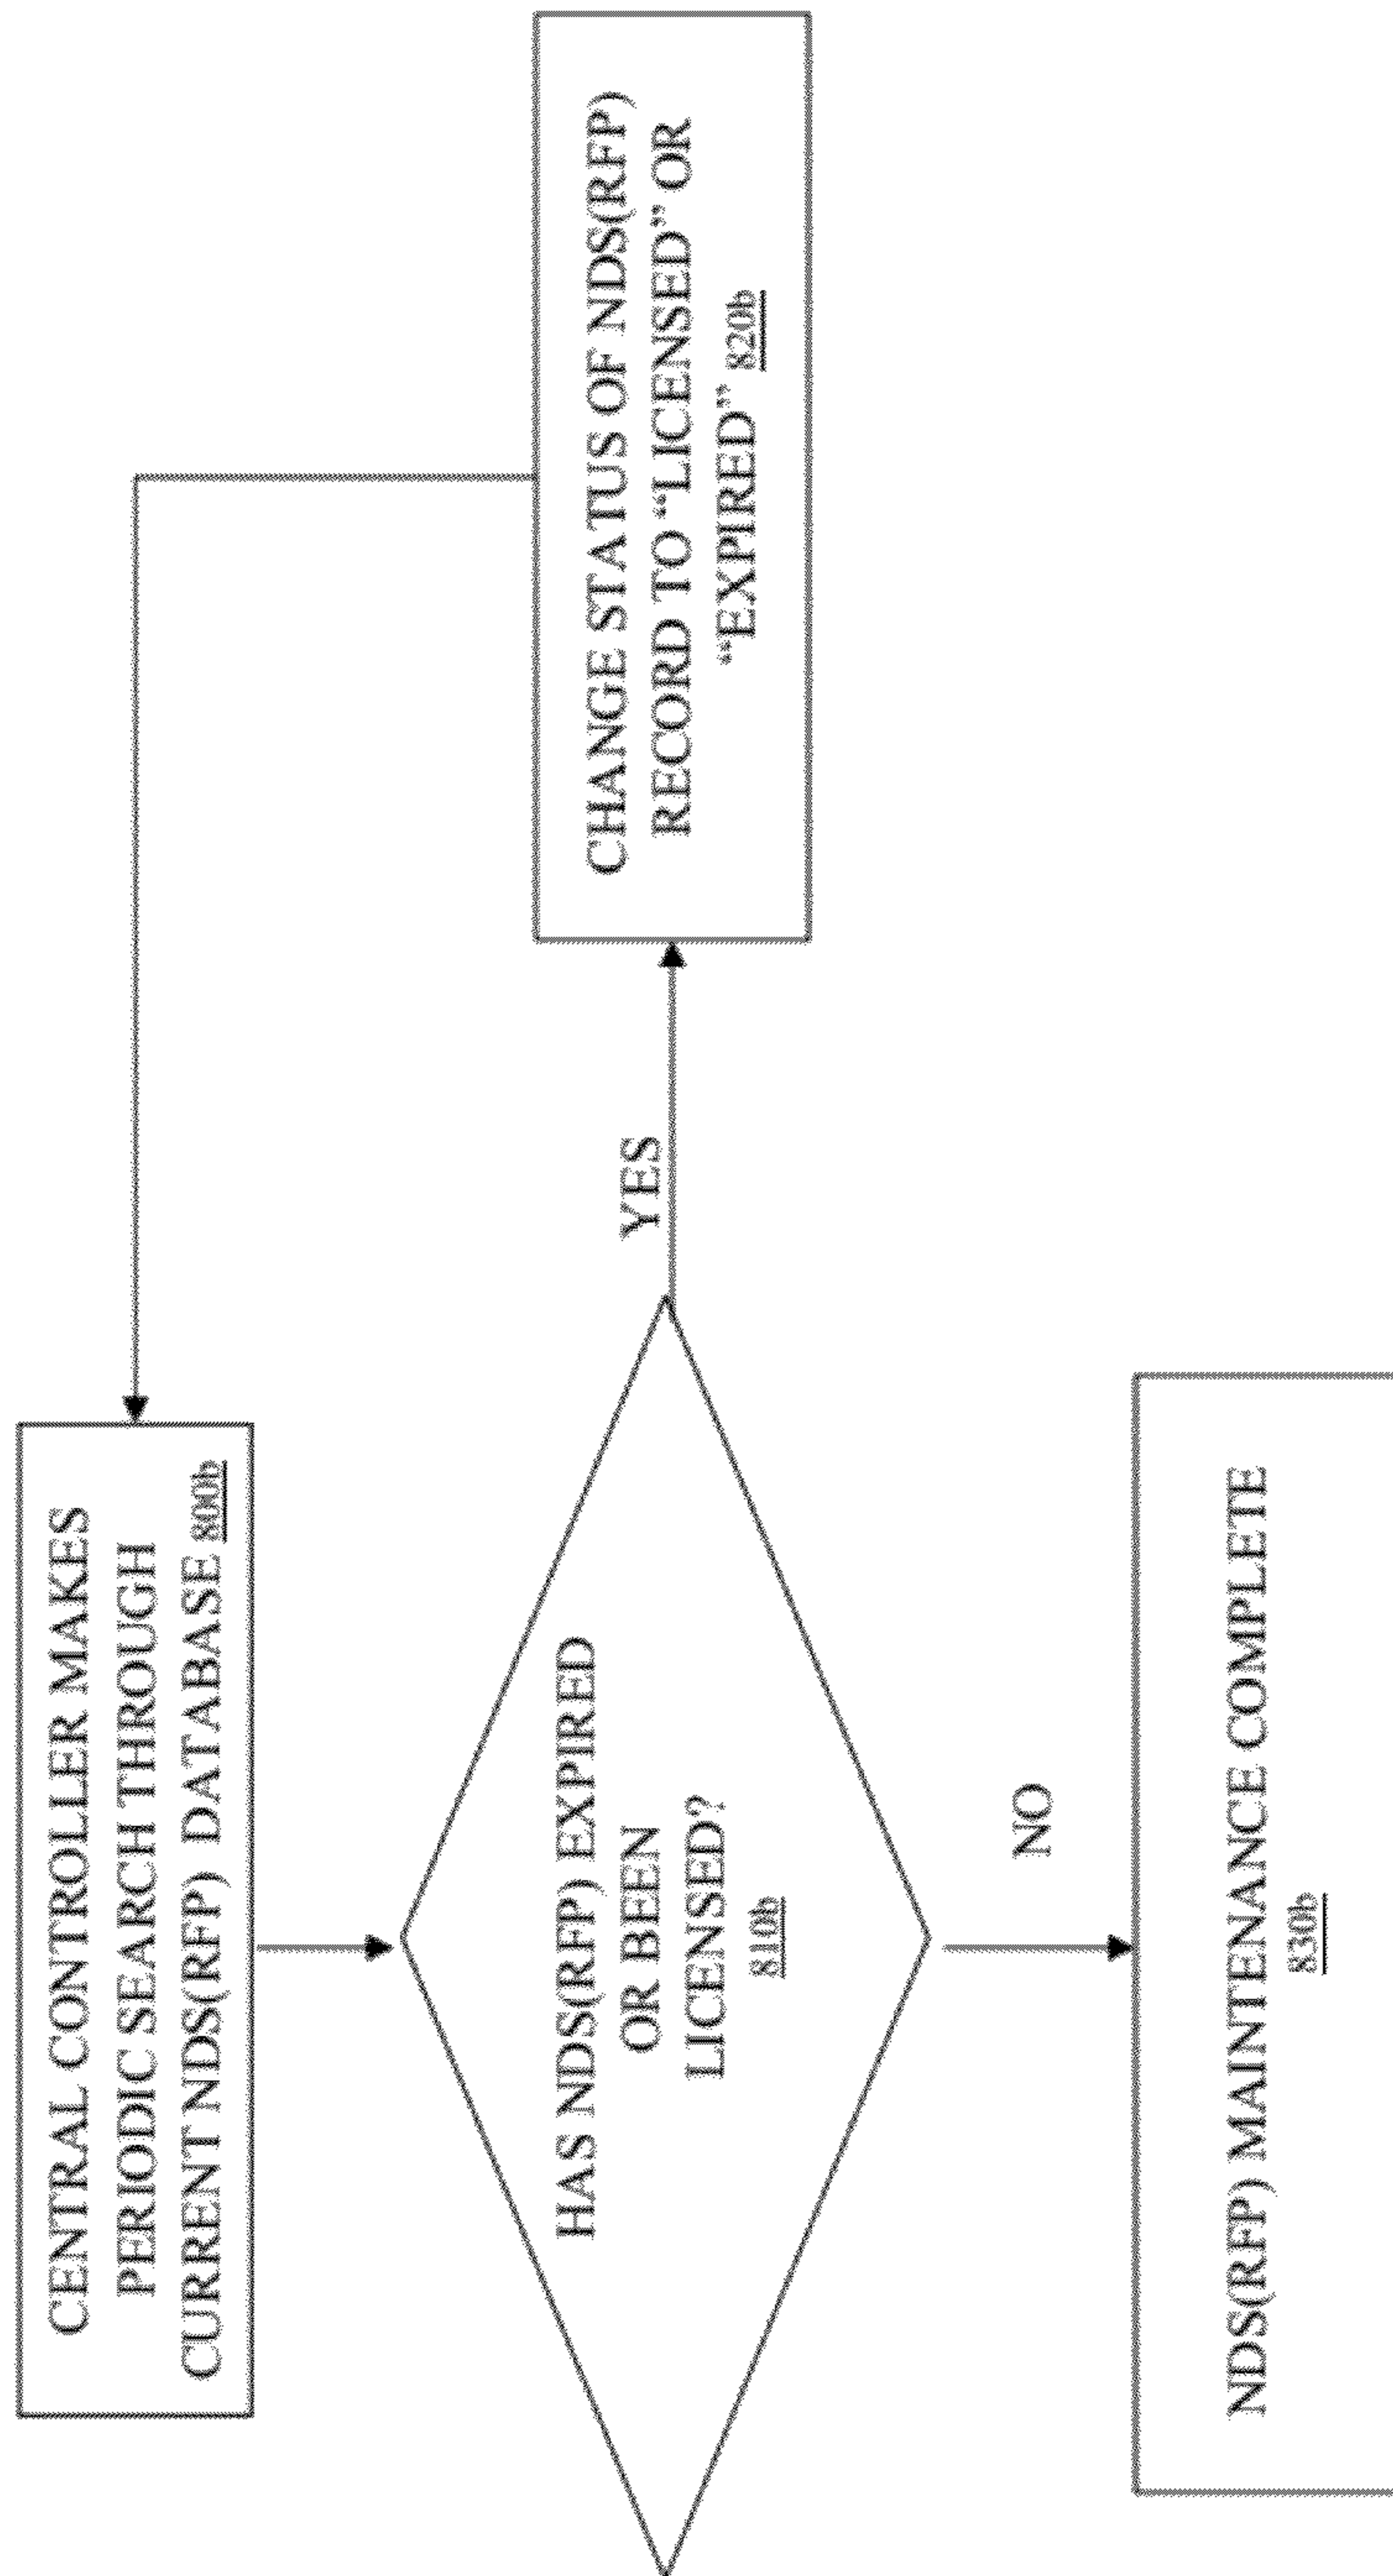 CENTRAL CONTROLLER MAKES
PERIODIC SEARCH THROUGH
CURRENT NDS(RFP) DATABASE 800b
HAS NDS(RFP) EXPIRED
OR BEEN
LICENSED?
810b
YES
CHANGE STATUS OF NDS(RFP)
RECORD TO “LICENSED” OR
“EXPIRED” 820b
NO
NDS(RFP) MAINTENANCE COMPLETE
830b